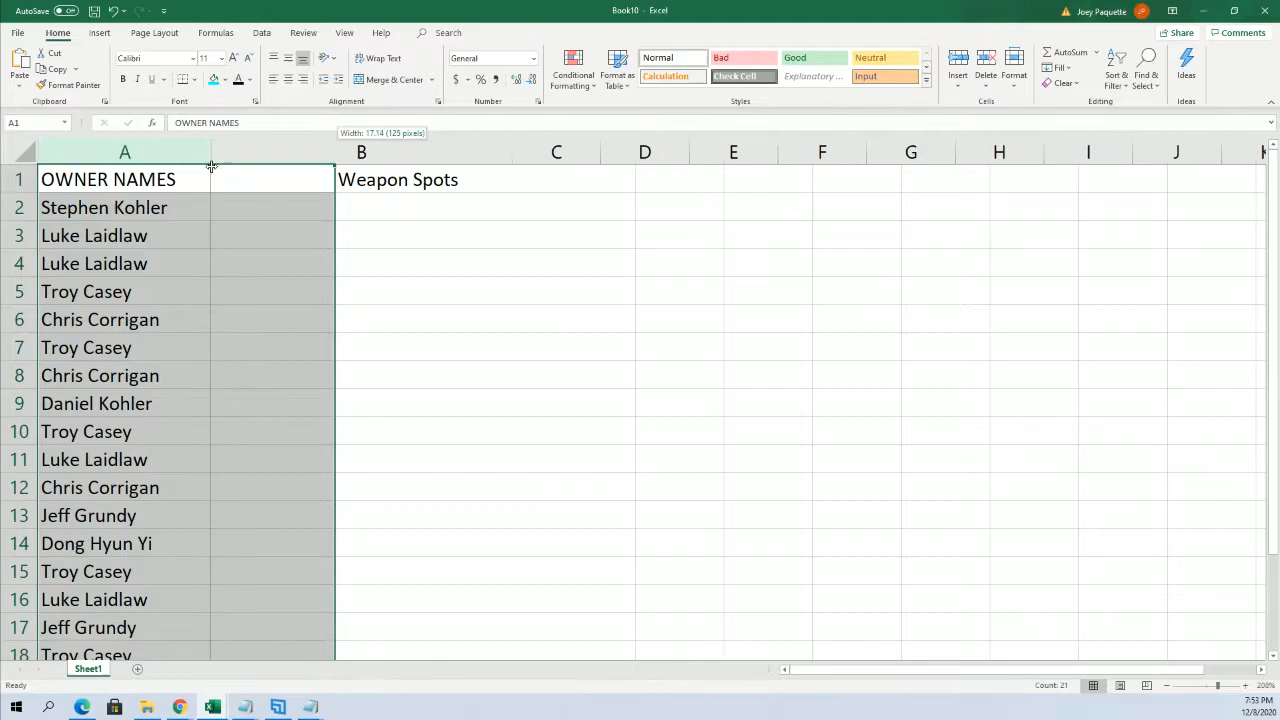 AutoSave Off Book10 - Excel Joey Paquette
File Home Insert Draw Page Layout Formulas Data Review View Help Search Share Comments
Paste Cut Copy Format Painter Clipboard
Calibri 11 B I U A Font
Wrap Text Merge & Center Alignment
General $ % 9 Number
Conditional Formatting Format as Table
Normal Bad Good Neutral
Calculation Check Cell Explanatory ... Input
Styles
Insert Delete Format Cells
AutoSum Fill Clear Sort & Filter Find & Select Editing
Ideas Ideas
A1 fx OWNER NAMES
Width: 17.14 (125 pixels)
A B C D E F G H I J K
1 OWNER NAMES Weapon Spots
2 Stephen Kohler
3 Luke Laidlaw
4 Luke Laidlaw
5 Troy Casey
6 Chris Corrigan
7 Troy Casey
8 Chris Corrigan
9 Daniel Kohler
10 Troy Casey
11 Luke Laidlaw
12 Chris Corrigan
13 Jeff Grundy
14 Dong Hyun Yi
15 Troy Casey
16 Luke Laidlaw
17 Jeff Grundy
18 Troy Casey
Sheet1
Ready Count: 21 208%
7:53 PM
12/8/2020